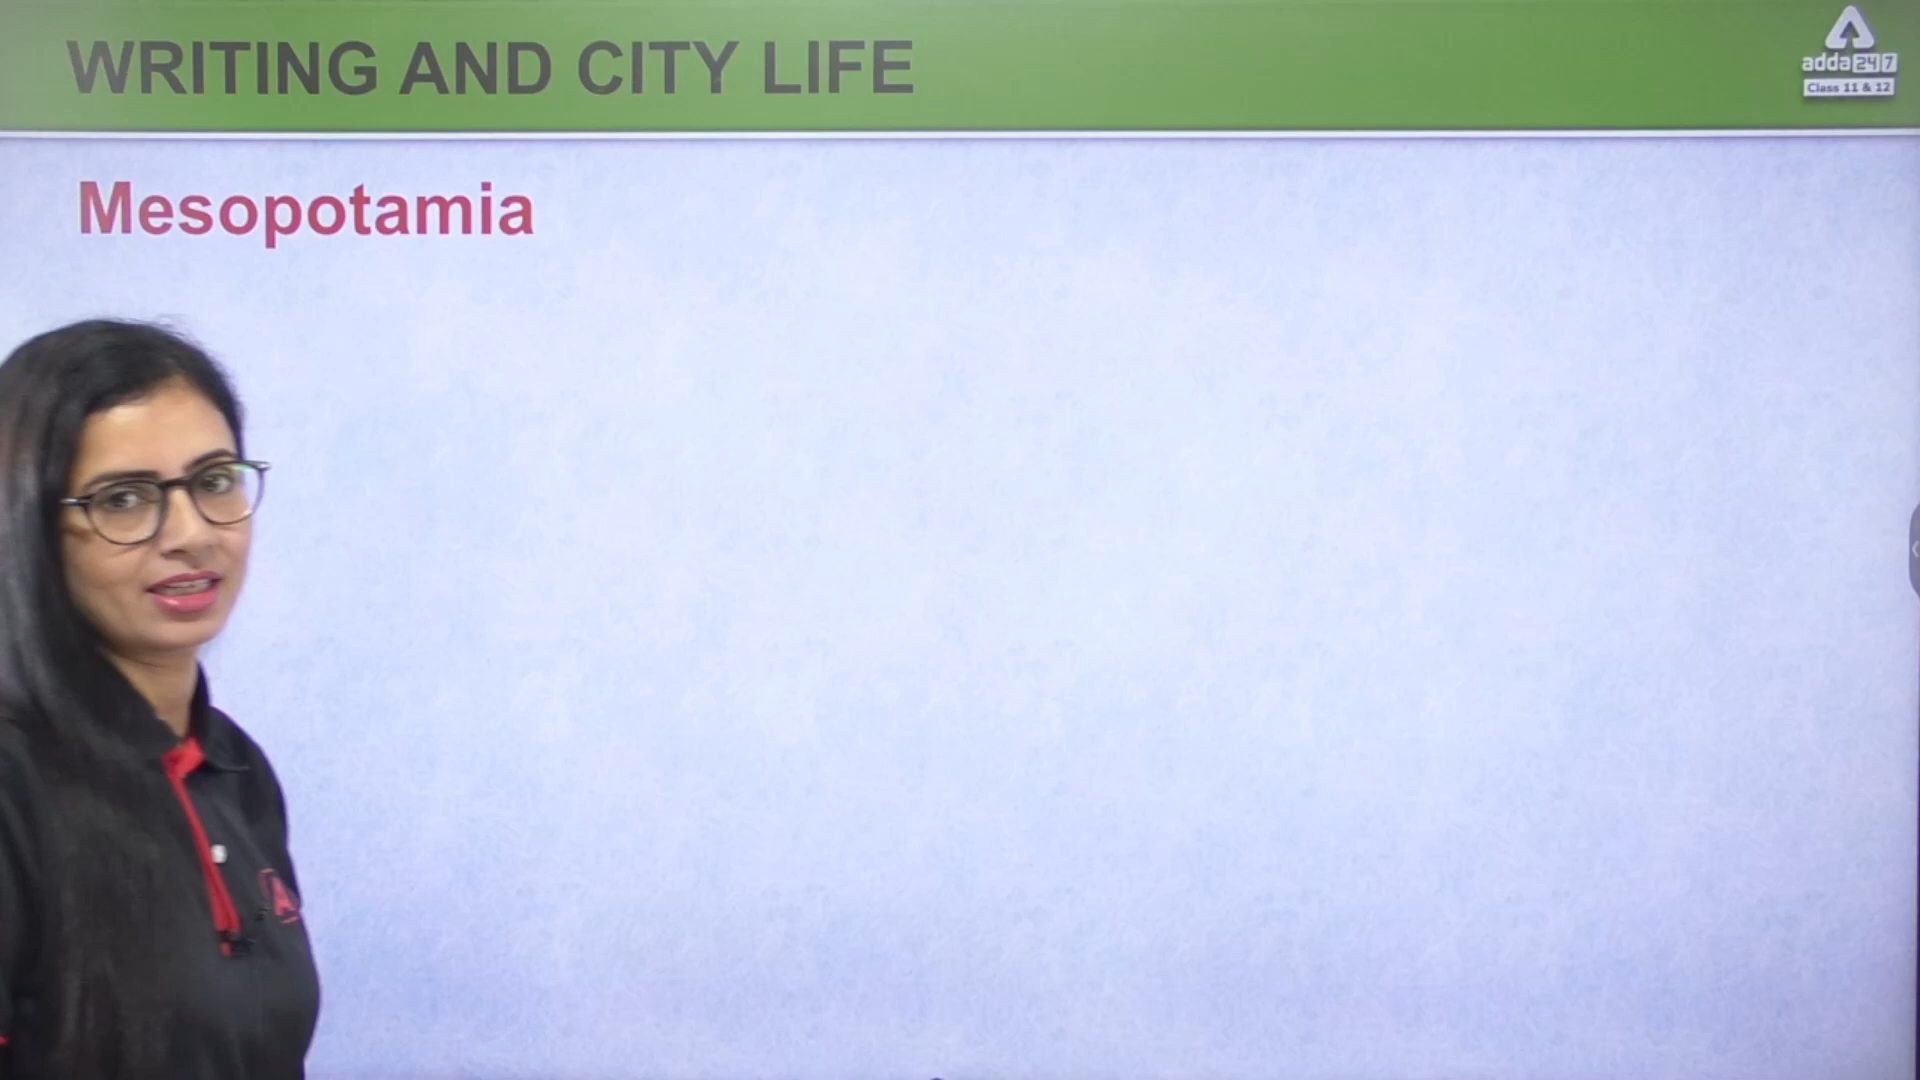 WRITING AND CITY LIFE
adda247
Class 11 & 12
Mesopotamia
A